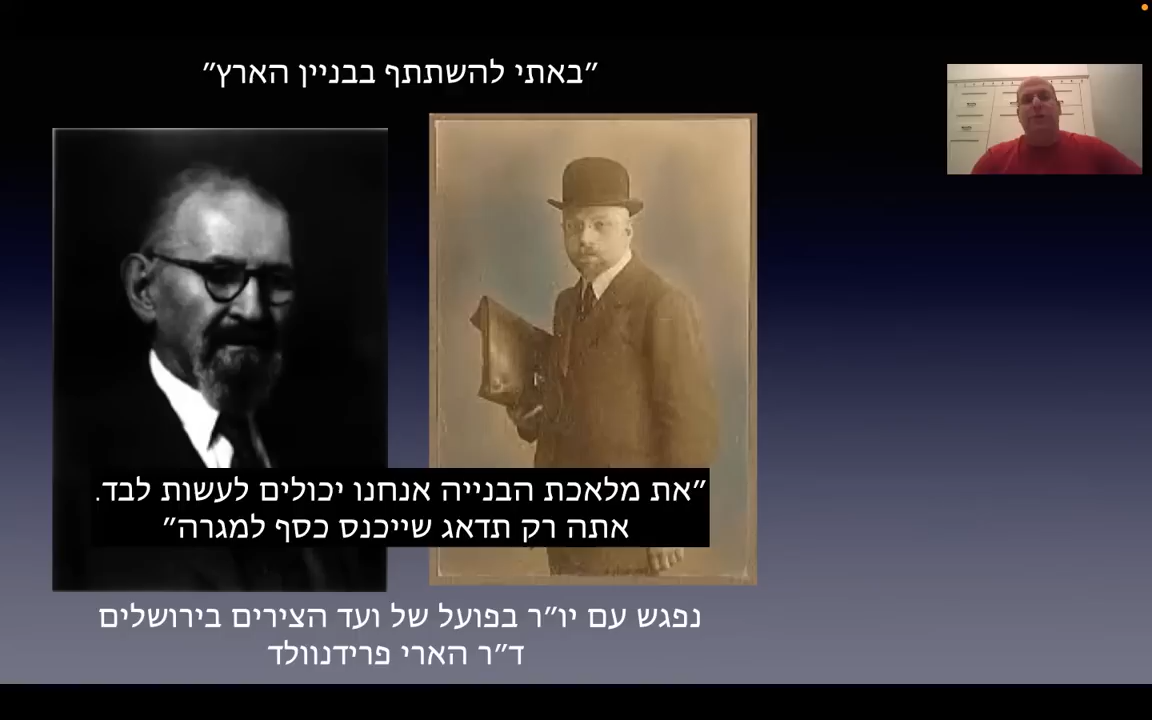 "באתי להשתתף בבניין הארץ"
"את מלאכת הבנייה אנחנו יכולים לעשות לבד.
אתה רק תדאג שייכנס כסף למגרה"
נפגש עם יו"ר בפועל של ועד הצירים בירושלים
ד"ר הארי פרידנוולד